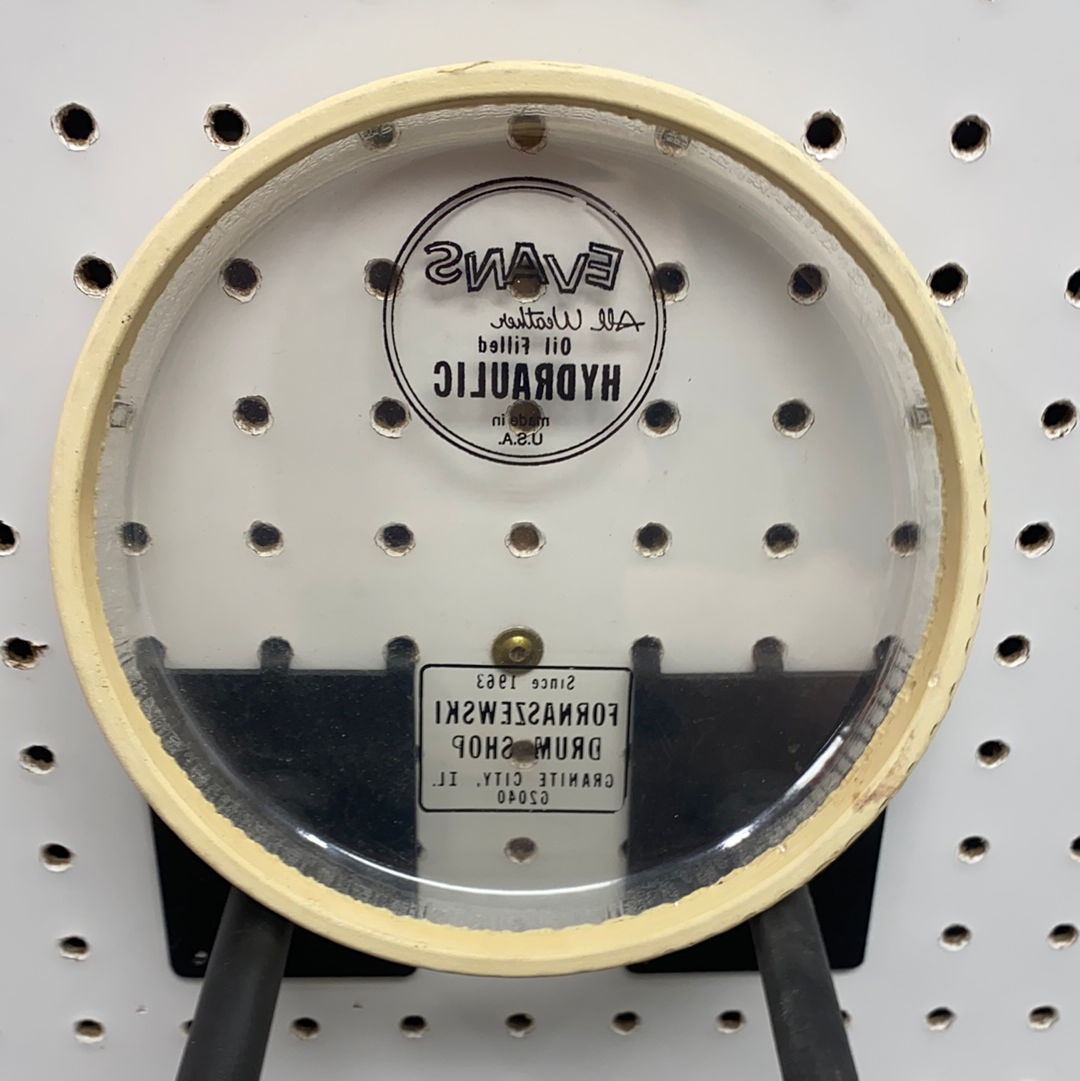 EVANS
All Weather
Oil Filled
HYDRAULIC
made in
U.S.A.
Since 1963
FORNASZEWSKI
DRUM SHOP
GRANITE CITY, IL.
62040